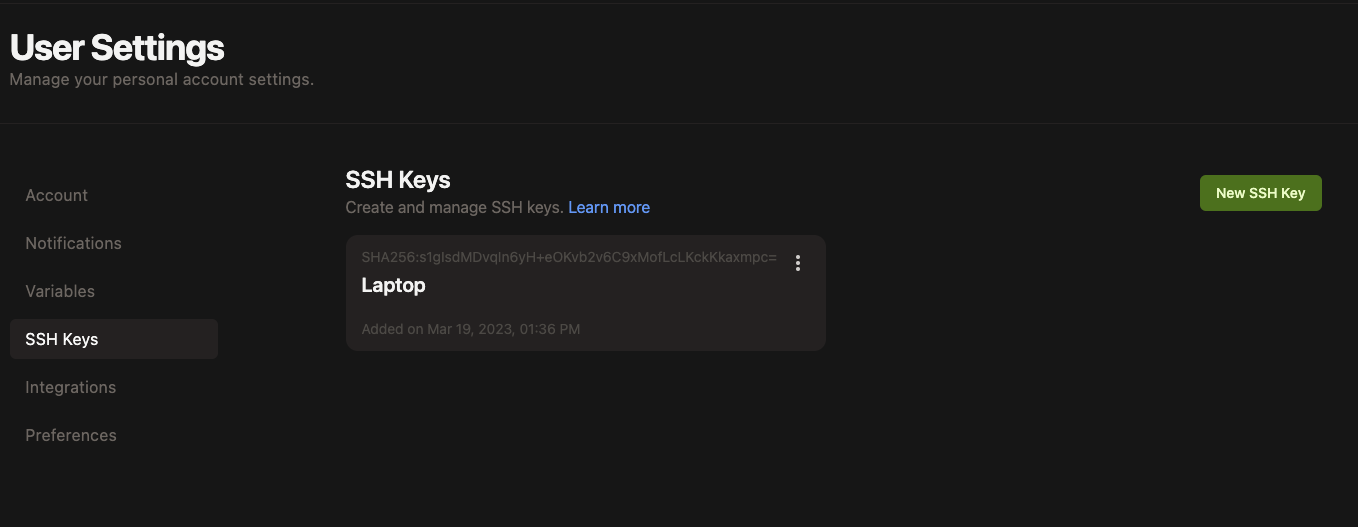 User Settings
Manage your personal account settings.
Account
Notifications
Variables
SSH Keys
Integrations
Preferences
SSH Keys
Create and manage SSH keys. Learn more
New SSH Key
SHA256:s1glsdMDvqln6yH+eOKvb2v6C9xMofLcLKckKkaxmpc=
Laptop
Added on Mar 19, 2023, 01:36 PM